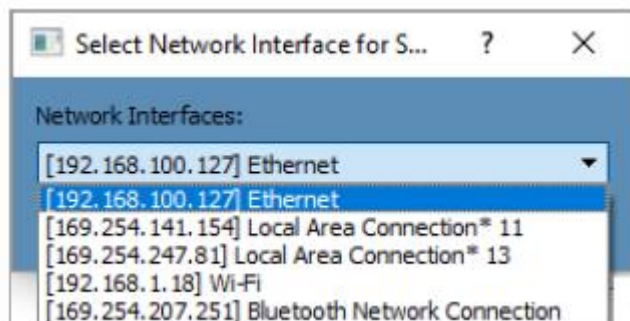 Select Network Interface for S... ?
Network Interfaces:
[192.168.100.127] Ethernet
[192.168.100.127] Ethernet
[169.254.141.154] Local Area Connection* 11
[169.254.247.81] Local Area Connection* 13
[192.168.1.18] Wi-Fi
[169.254.207.251] Bluetooth Network Connection